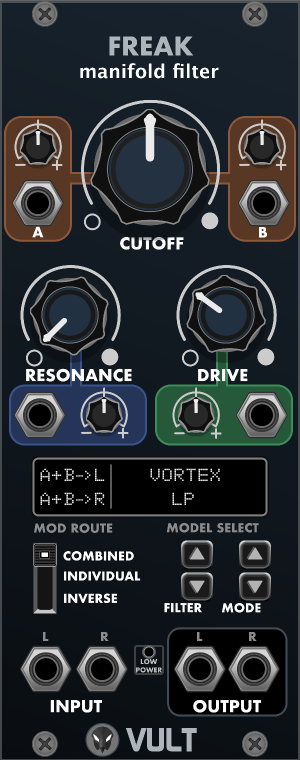 FREAK
manifold filter
- +
- +
A
B
CUTOFF
RESONANCE
DRIVE
- +
- +
A+B->L VORTEX
A+B->R LP
MOD ROUTE
MODEL SELECT
COMBINED
INDIVIDUAL
INVERSE
FILTER MODE
L R
L R
LOW
POWER
INPUT
OUTPUT
VULT